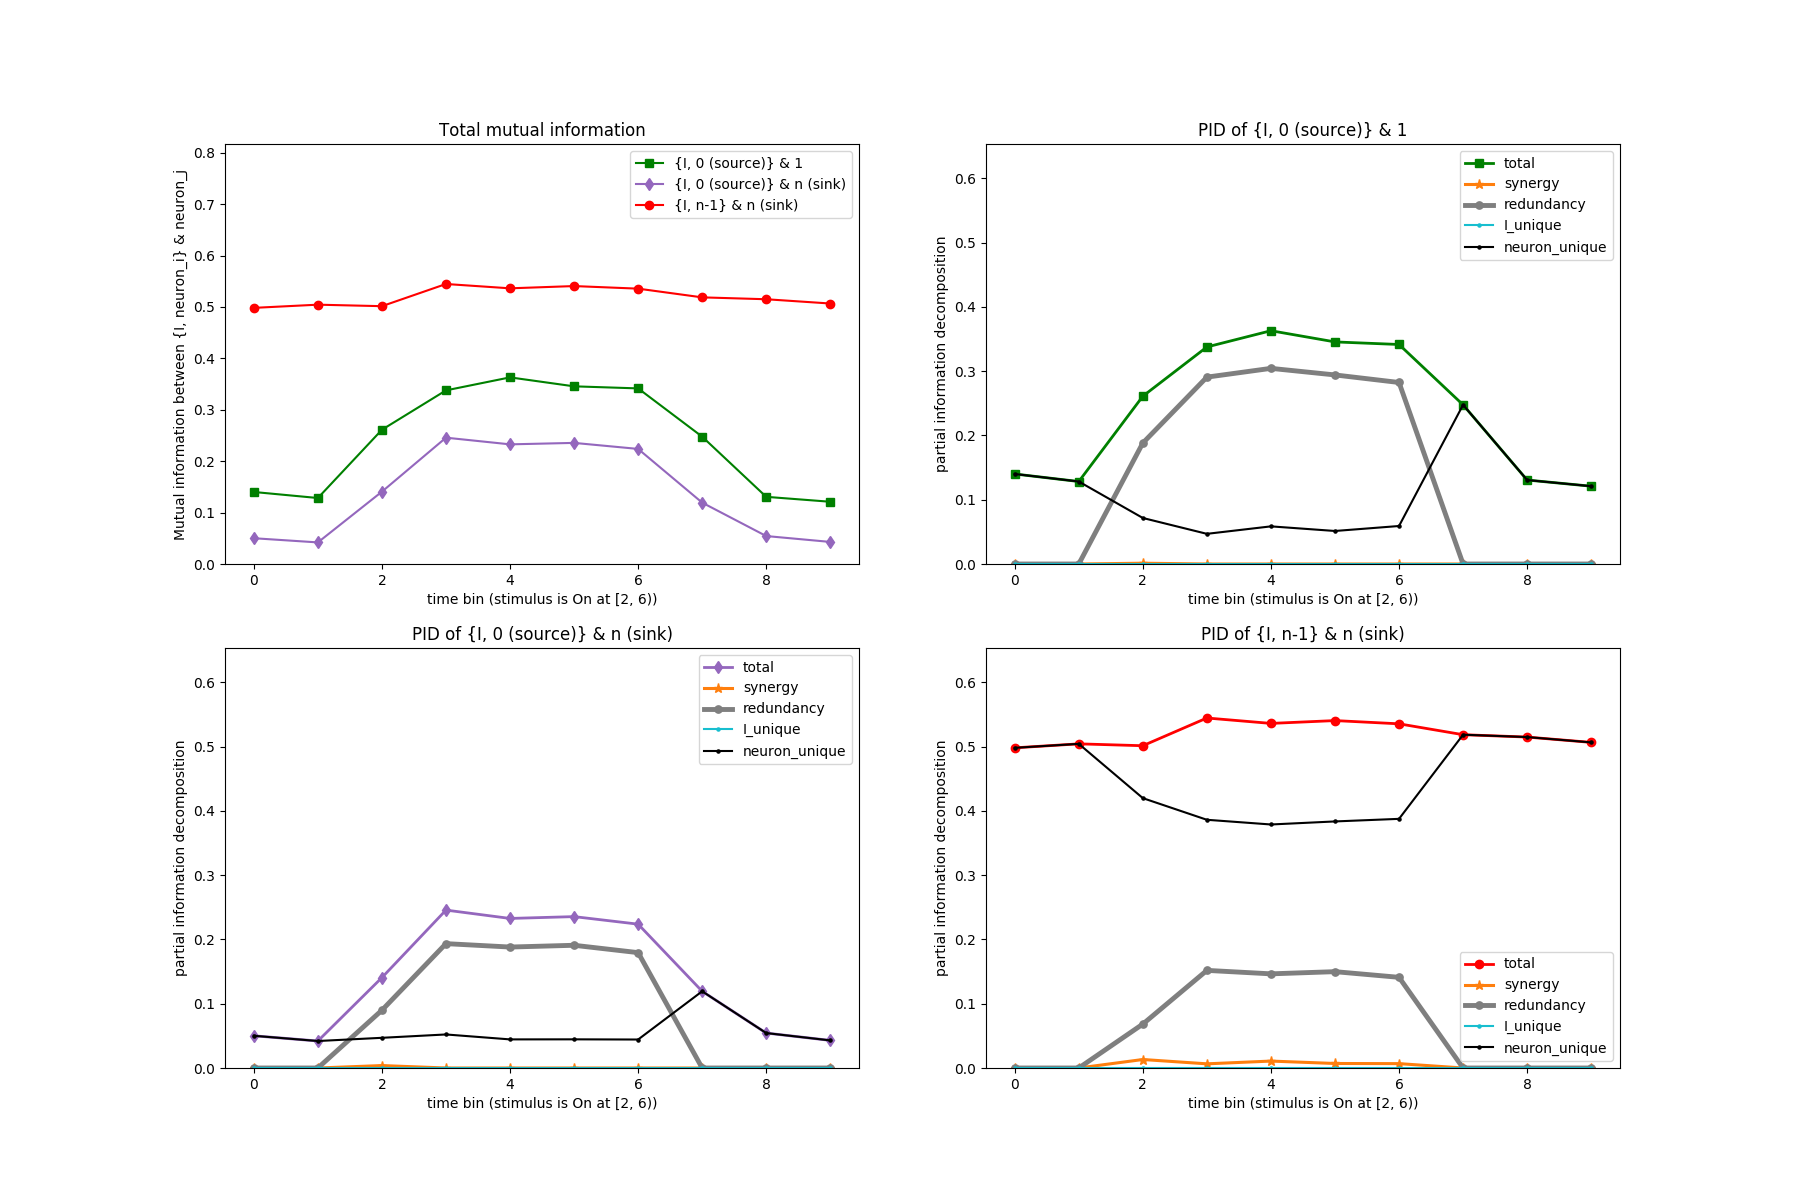 Total mutual information
Mutual information between {I, neuron_i} & neuron_j
0.8
0.7
0.6
0.5
0.4
0.3
0.2
0.1
0.0
{I, 0 (source)} & 1
{I, 0 (source)} & n (sink)
{I, n-1} & n (sink)
0 2 4 6 8
time bin (stimulus is On at [2, 6))
PID of {I, 0 (source)} & 1
partial information decomposition
0.6
0.5
0.4
0.3
0.2
0.1
0.0
total
synergy
redundancy
I_unique
neuron_unique
0 2 4 6 8
time bin (stimulus is On at [2, 6))
PID of {I, 0 (source)} & n (sink)
partial information decomposition
0.6
0.5
0.4
0.3
0.2
0.1
0.0
total
synergy
redundancy
I_unique
neuron_unique
0 2 4 6 8
time bin (stimulus is On at [2, 6))
PID of {I, n-1} & n (sink)
partial information decomposition
0.6
0.5
0.4
0.3
0.2
0.1
0.0
total
synergy
redundancy
I_unique
neuron_unique
0 2 4 6 8
time bin (stimulus is On at [2, 6))